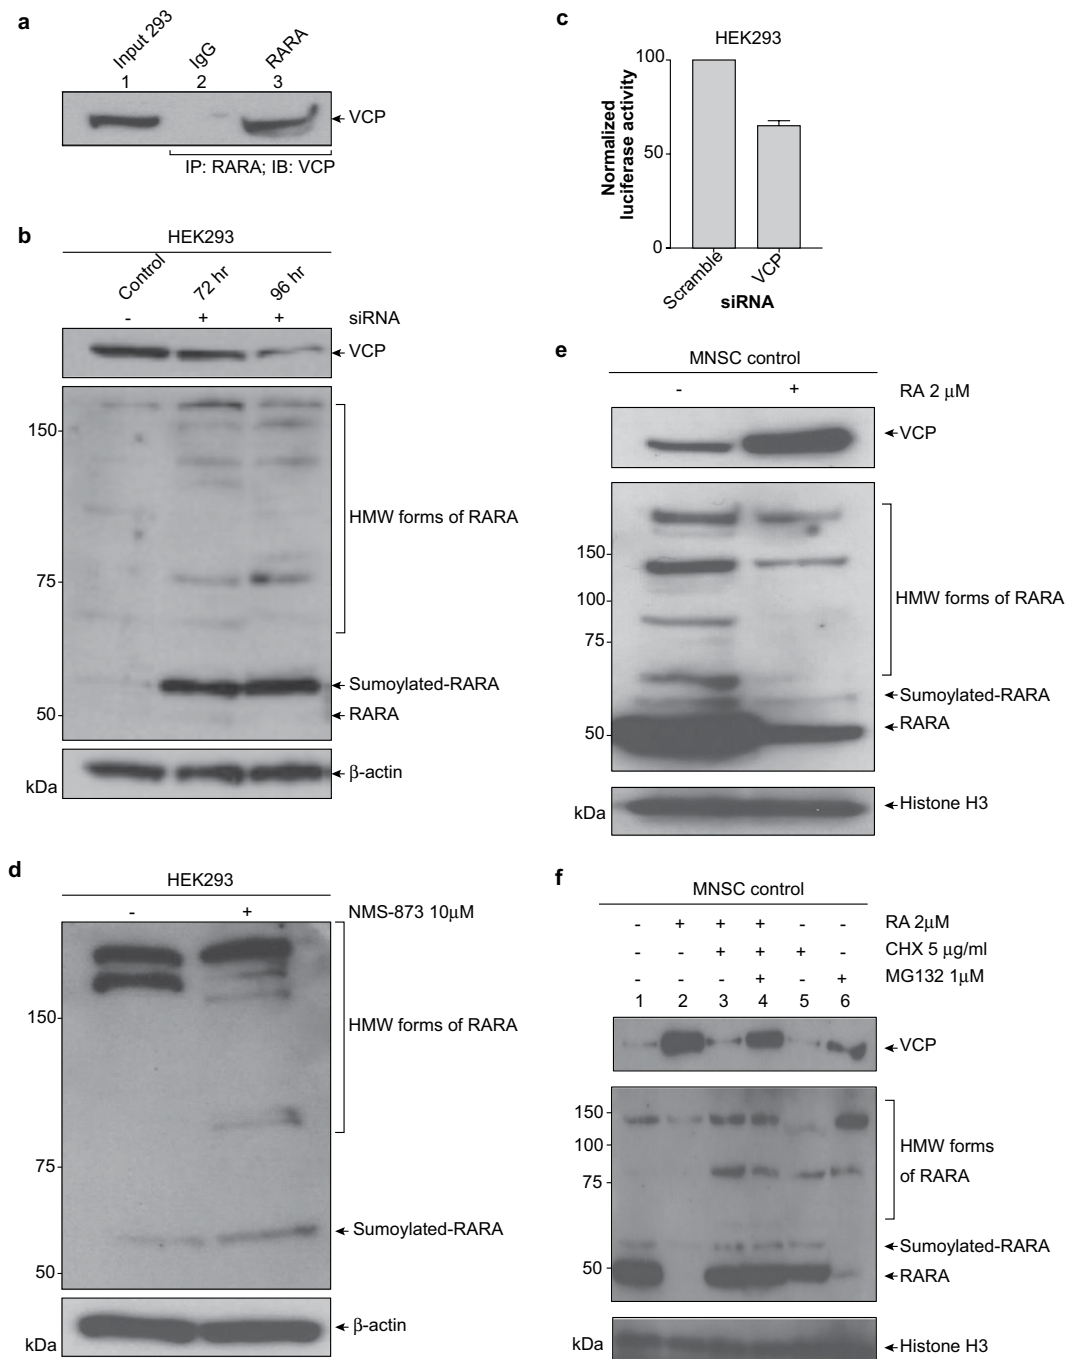 a
Input 293 IgG RARA
1 2 3
VCP
IP: RARA; IB: VCP
b
HEK293
Control 72 hr 96 hr
- + + siRNA
VCP
150
HMW forms of RARA
75
Sumoylated-RARA
50 RARA
β-actin
kDa
c
HEK293
100
50
0
Normalized
luciferase activity
Scramble VCP
siRNA
d
HEK293
- + NMS-873 10μM
150
HMW forms of RARA
75
Sumoylated-RARA
50
β-actin
kDa
e
MNSC control
- + RA 2 μM
VCP
150
100
HMW forms of RARA
75
Sumoylated-RARA
RARA
50
Histone H3
kDa
f
MNSC control
- + + + - - RA 2μM
- - + + + - CHX 5 μg/ml
- - - + - + MG132 1μM
1 2 3 4 5 6
VCP
150
100
HMW forms
of RARA
75
Sumoylated-RARA
50
RARA
kDa
Histone H3